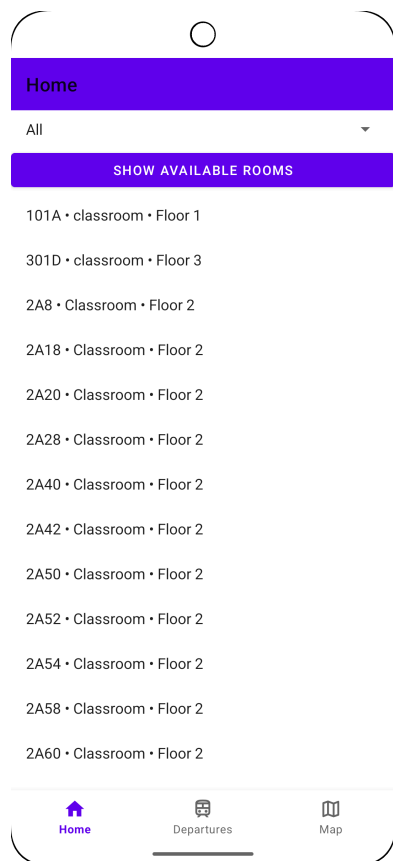 Home
All
SHOW AVAILABLE ROOMS
101A • classroom • Floor 1
301D • classroom • Floor 3
2A8 • Classroom • Floor 2
2A18 • Classroom • Floor 2
2A20 • Classroom • Floor 2
2A28 • Classroom • Floor 2
2A40 • Classroom • Floor 2
2A42 • Classroom • Floor 2
2A50 • Classroom • Floor 2
2A52 • Classroom • Floor 2
2A54 • Classroom • Floor 2
2A58 • Classroom • Floor 2
2A60 • Classroom • Floor 2
Home Departures Map